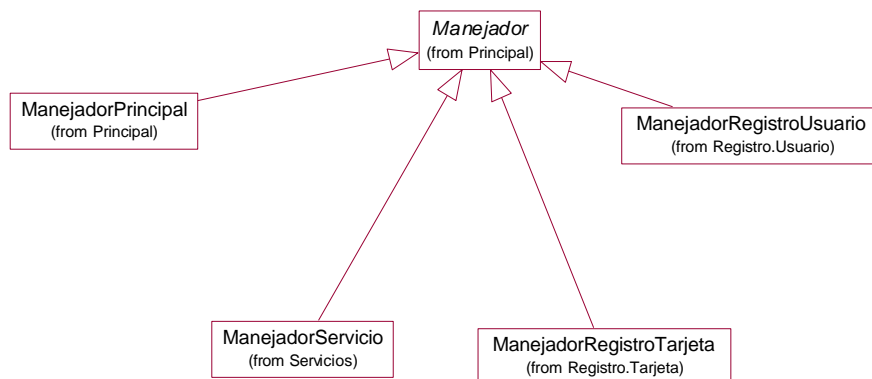 Manejador
(from Principal)
ManejadorPrincipal
(from Principal)
ManejadorRegistroUsuario
(from Registro.Usuario)
ManejadorServicio
(from Servicios)
ManejadorRegistroTarjeta
(from Registro.Tarjeta)